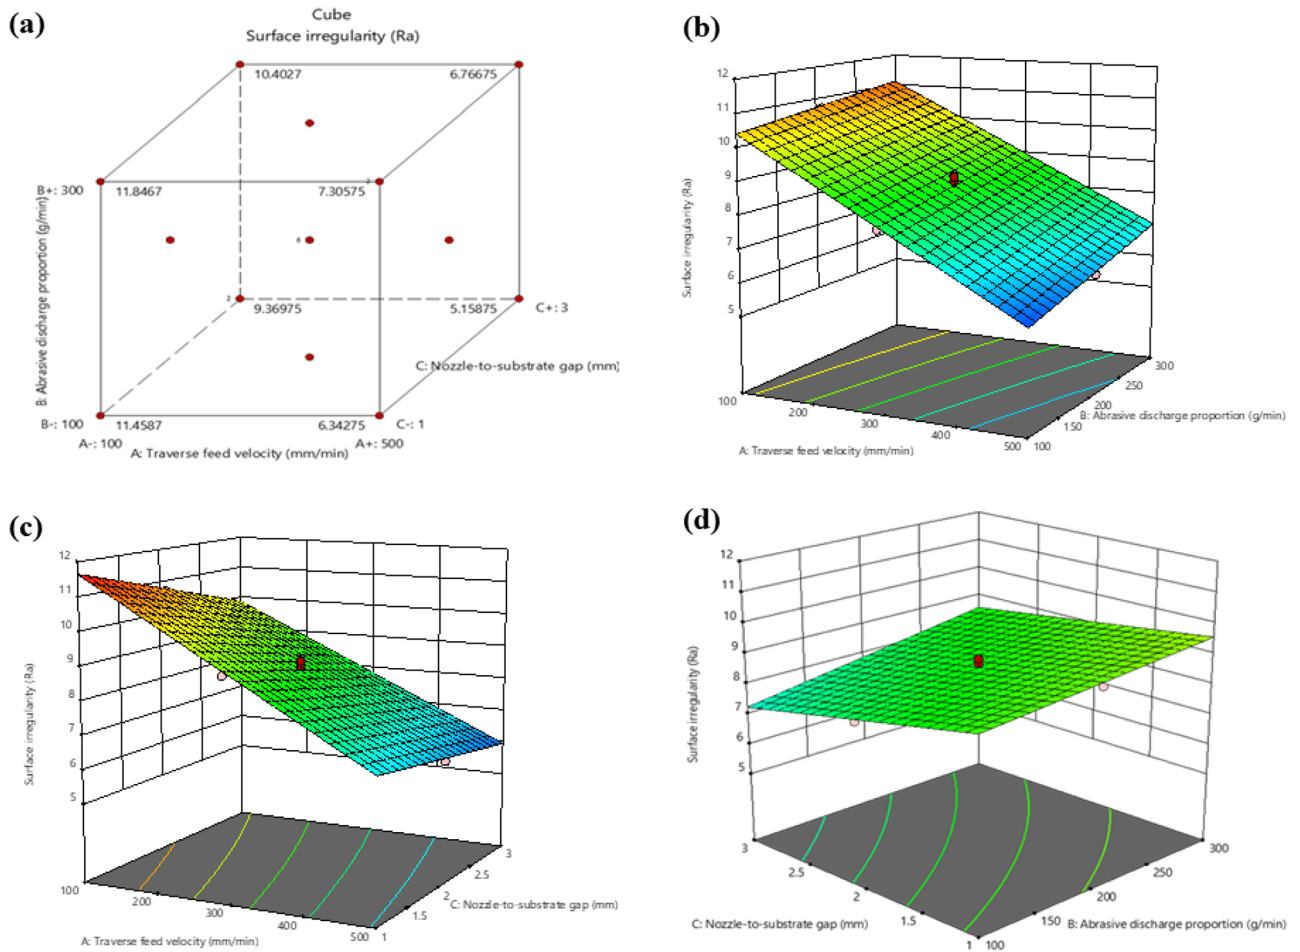 (a)
Cube
Surface irregularity (Ra)
10.4027
6.76675
B+: 300
11.8467
7.30575
2
6
2
9.36975
5.15875
C+: 3
B: Abrasive discharge proportion (g/min)
C: Nozzle-to-substrate gap (mm)
B-: 100
11.4587
6.34275
C-: 1
A-: 100
A+: 500
A: Traverse feed velocity (mm/min)
(b)
12
11
10
9
8
7
6
5
Surface irregularity (Ra)
100
200
300
400
500
100
150
200
250
300
A: Traverse feed velocity (mm/min)
B: Abrasive discharge proportion (g/min)
(c)
12
11
10
9
8
7
6
5
Surface irregularity (Ra)
100
200
300
400
500
1
1.5
2
2.5
3
A: Traverse feed velocity (mm/min)
C: Nozzle-to-substrate gap (mm)
(d)
12
11
10
9
8
7
6
5
Surface irregularity (Ra)
3
2.5
2
1.5
1
100
150
200
250
300
C: Nozzle-to-substrate gap (mm)
B: Abrasive discharge proportion (g/min)